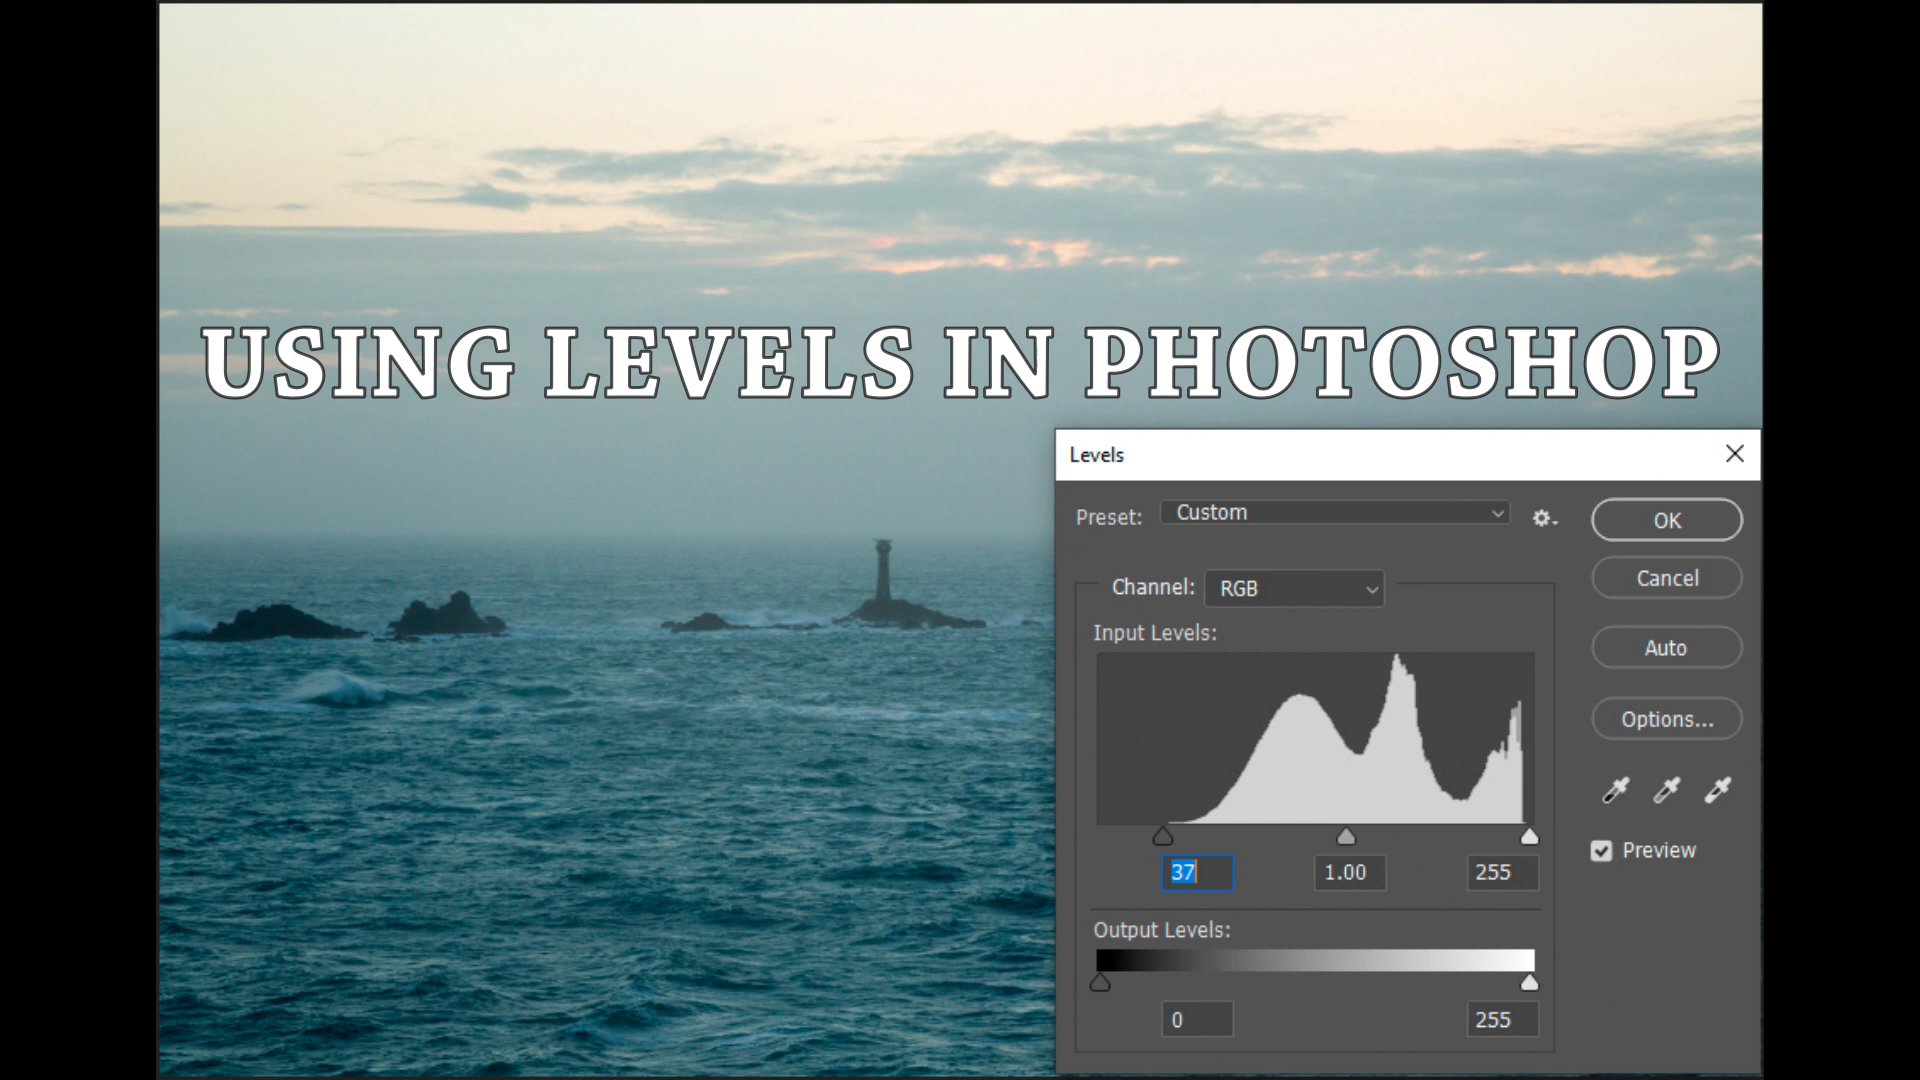 USING LEVELS IN PHOTOSHOP
Levels
Preset: Custom
OK
Cancel
Channel: RGB
Input Levels:
Auto
Options...
37 1.00 255
Preview
Output Levels:
0 255